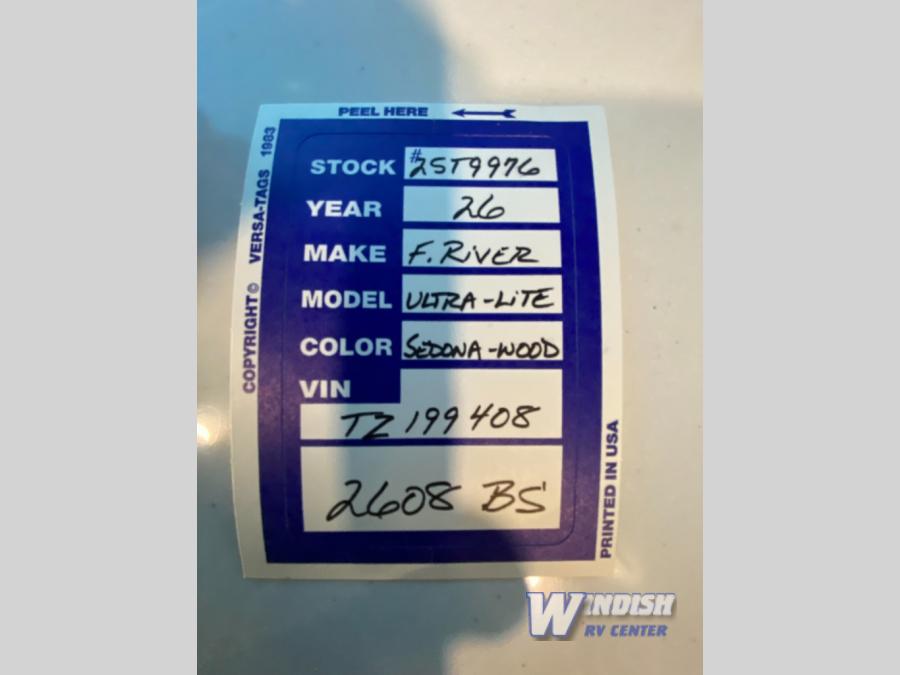 PEEL HERE
COPYRIGHT© VERSA-TAGS 1983
STOCK #25T9976
YEAR 26
MAKE F. RIVER
MODEL ULTRA-LITE
COLOR SEDONA-WOOD
VIN
TZ199408
2608 BS
PRINTED IN USA
WINDISH
RV CENTER